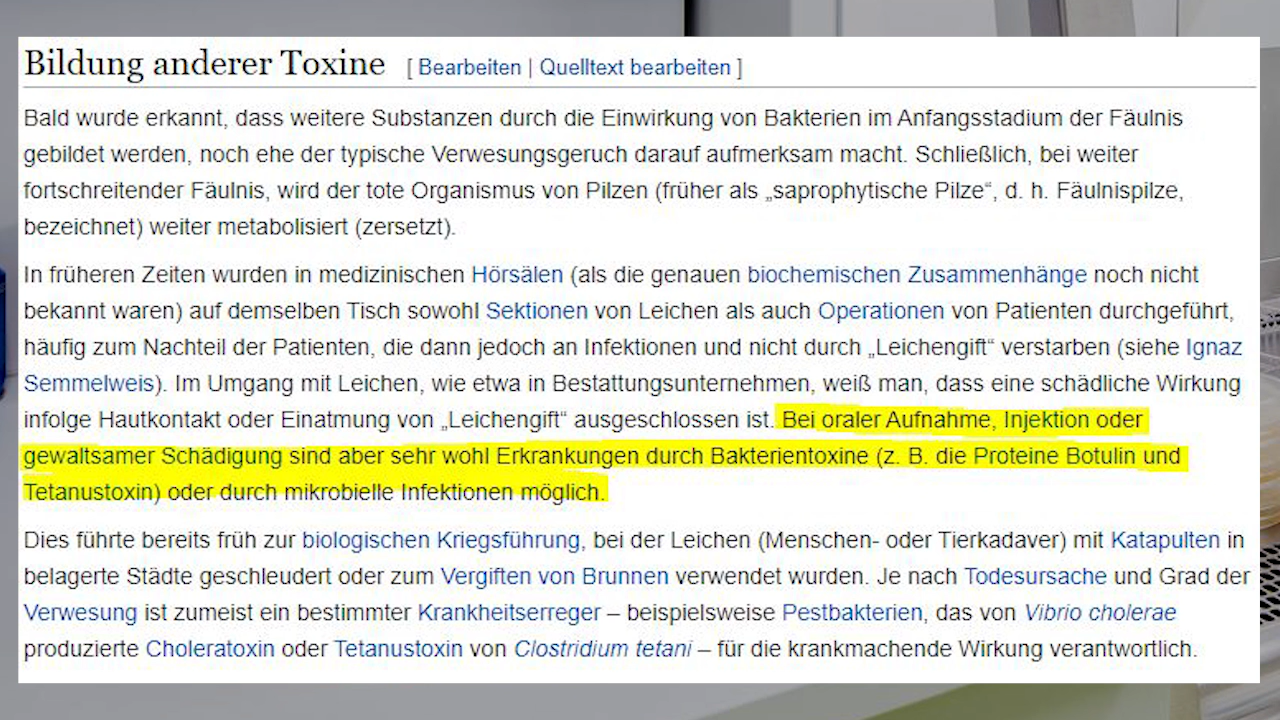 Bildung anderer Toxine [ Bearbeiten | Quelltext bearbeiten ]
Bald wurde erkannt, dass weitere Substanzen durch die Einwirkung von Bakterien im Anfangsstadium der Fäulnis
gebildet werden, noch ehe der typische Verwesungsgeruch darauf aufmerksam macht. Schließlich, bei weiter
fortschreitender Fäulnis, wird der tote Organismus von Pilzen (früher als „saprophytische Pilze“, d. h. Fäulnispilze,
bezeichnet) weiter metabolisiert (zersetzt).
In früheren Zeiten wurden in medizinischen Hörsälen (als die genauen biochemischen Zusammenhänge noch nicht
bekannt waren) auf demselben Tisch sowohl Sektionen von Leichen als auch Operationen von Patienten durchgeführt,
häufig zum Nachteil der Patienten, die dann jedoch an Infektionen und nicht durch „Leichengift“ verstarben (siehe Ignaz
Semmelweis). Im Umgang mit Leichen, wie etwa in Bestattungsunternehmen, weiß man, dass eine schädliche Wirkung
infolge Hautkontakt oder Einatmung von „Leichengift“ ausgeschlossen ist. Bei oraler Aufnahme, Injektion oder
gewaltsamer Schädigung sind aber sehr wohl Erkrankungen durch Bakterientoxine (z. B. die Proteine Botulin und
Tetanustoxin) oder durch mikrobielle Infektionen möglich.
Dies führte bereits früh zur biologischen Kriegsführung, bei der Leichen (Menschen- oder Tierkadaver) mit Katapulten in
belagerte Städte geschleudert oder zum Vergiften von Brunnen verwendet wurden. Je nach Todesursache und Grad der
Verwesung ist zumeist ein bestimmter Krankheitserreger – beispielsweise Pestbakterien, das von Vibrio cholerae
produzierte Choleratoxin oder Tetanustoxin von Clostridium tetani – für die krankmachende Wirkung verantwortlich.